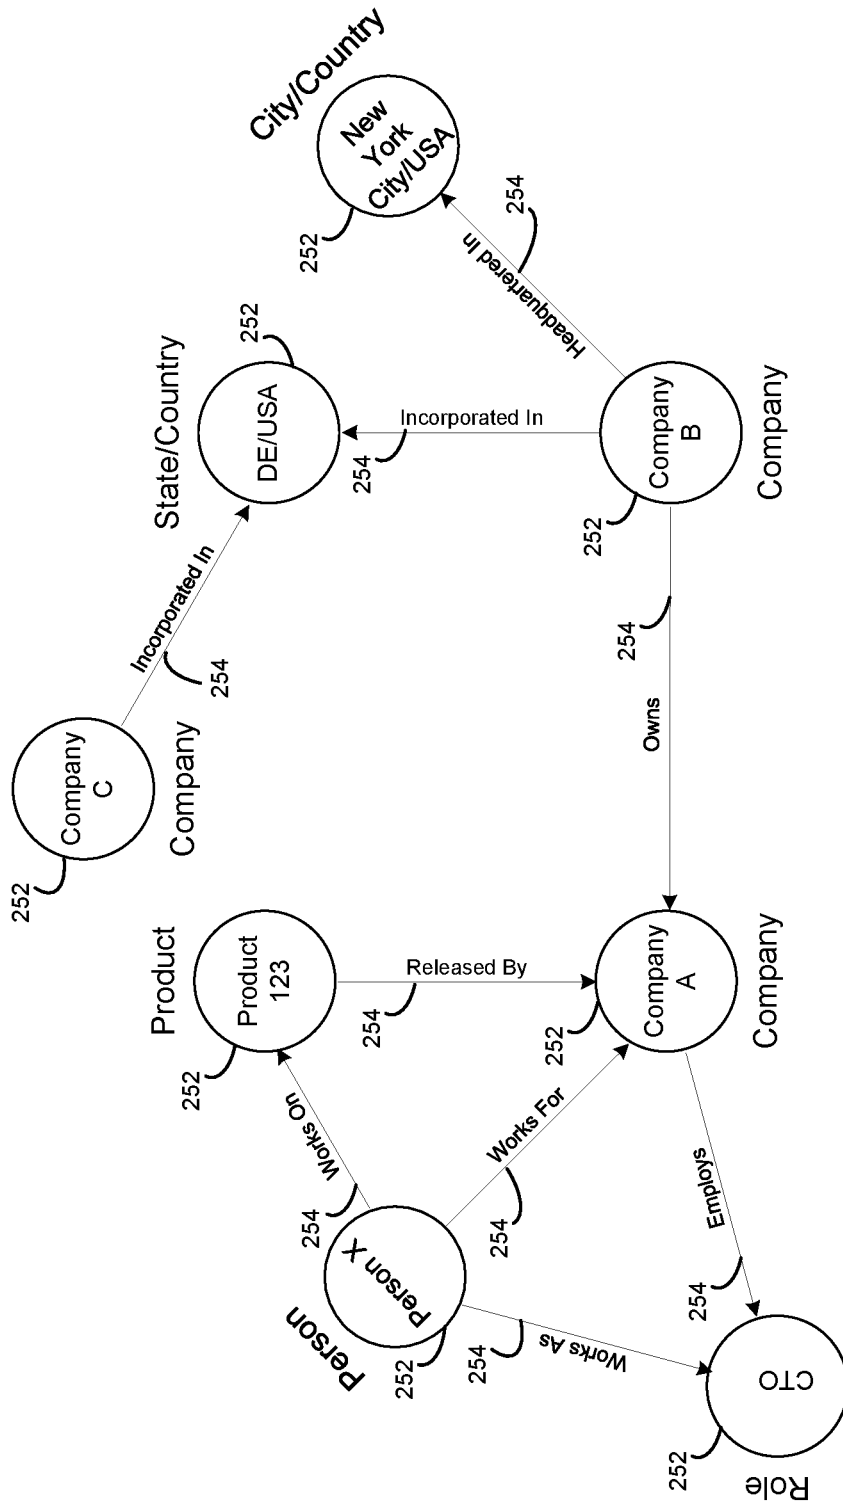 City/Country
New
York
City/USA
252
254
Headquartered In
State/Country
252
DE/USA
Incorporated In
254
Company
B
252
Company
Incorporated In
254
Company
C
252
Company
254
Owns
Product
Product
123
252
Released By
254
Company
A
252
Company
Works On
254
Works For
254
Person
Person X
252
Employs
254
Works As
254
CTO
252
Role